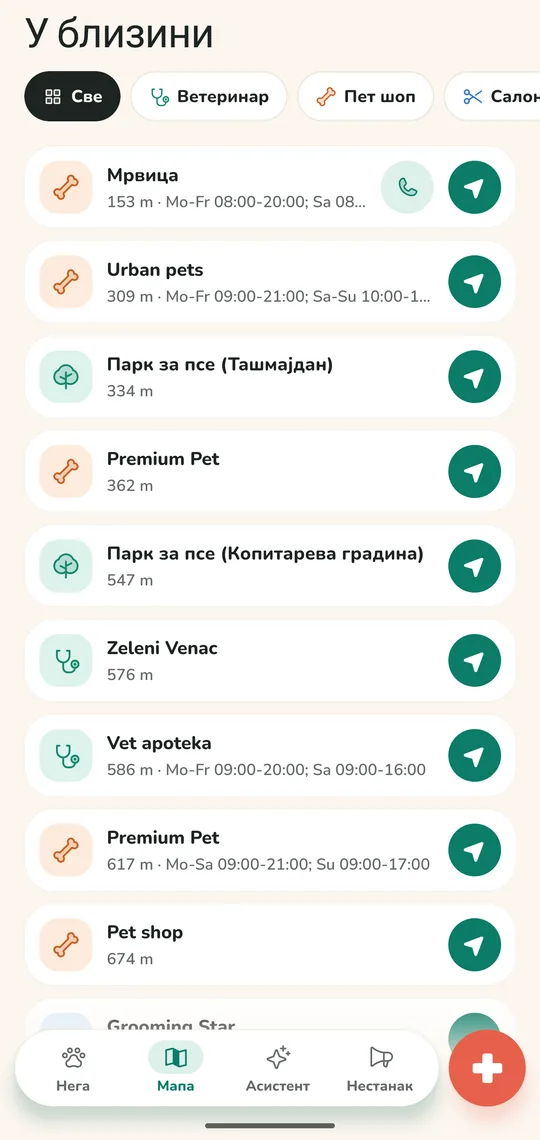 У близини
Све
Ветеринар
Пет шоп
Салон
Мрвица
153 m · Mo-Fr 08:00-20:00; Sa 08...
Urban pets
309 m · Mo-Fr 09:00-21:00; Sa-Su 10:00-1...
Парк за псе (Ташмајдан)
334 m
Premium Pet
362 m
Парк за псе (Копитарева градина)
547 m
Zeleni Venac
576 m
Vet apoteka
586 m · Mo-Fr 09:00-20:00; Sa 09:00-16:00
Premium Pet
617 m · Mo-Sa 09:00-21:00; Su 09:00-17:00
Pet shop
674 m
Grooming Star
Нега
Мапа
Асистент
Нестанак